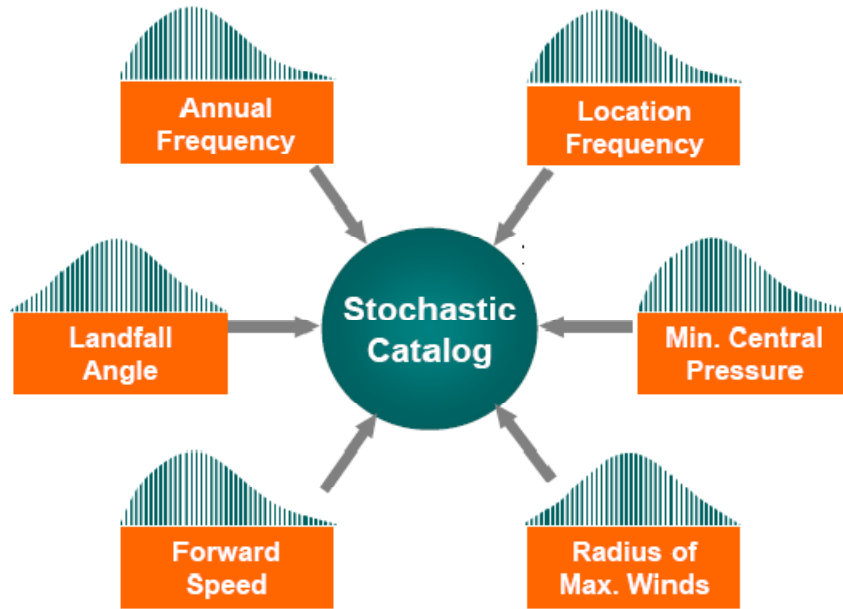 Annual
Frequency
Location
Frequency
Stochastic
Catalog
Landfall
Angle
Min. Central
Pressure
Forward
Speed
Radius of
Max. Winds